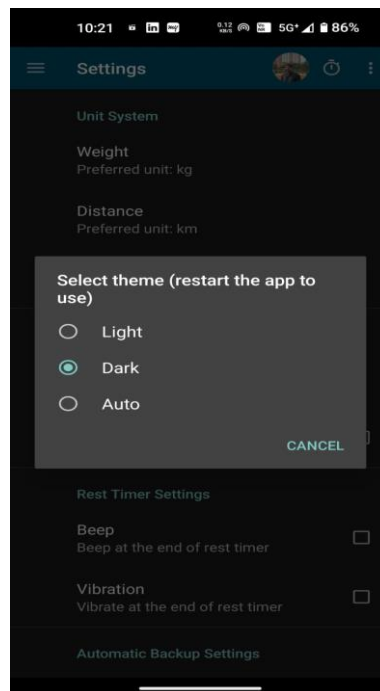 10:21
in
0.12
KB/S
5G+
86%
Settings
Unit System
Weight
Preferred unit: kg
Distance
Preferred unit: km
Select theme (restart the app to
use)
Light
Dark
Auto
CANCEL
Rest Timer Settings
Beep
Beep at the end of rest timer
Vibration
Vibrate at the end of rest timer
Automatic Backup Settings